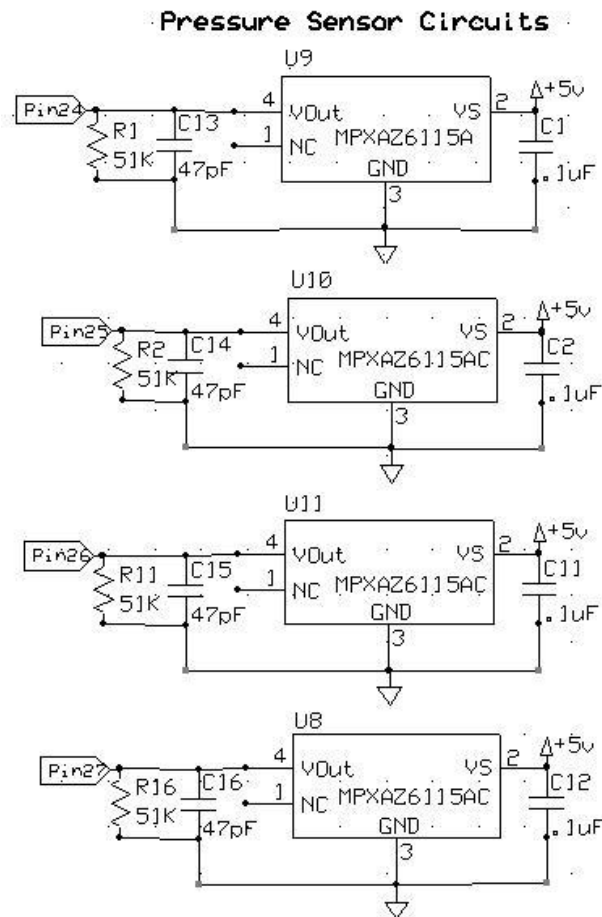 Pressure Sensor Circuits
U9
Pin24
R1
51K
C13
47pF
4
VOut
1
NC
MPXAZ6115A
GND
3
VS
2
+5v
C1
.1uF
U10
Pin25
R2
51K
C14
47pF
4
VOut
1
NC
MPXAZ6115AC
GND
3
VS
2
+5v
C2
.1uF
U11
Pin26
R11
51K
C15
47pF
4
VOut
1
NC
MPXAZ6115AC
GND
3
VS
2
+5v
C11
.1uF
U8
Pin27
R16
51K
C16
47pF
4
VOut
1
NC
MPXAZ6115AC
GND
3
VS
2
+5v
C12
.1uF